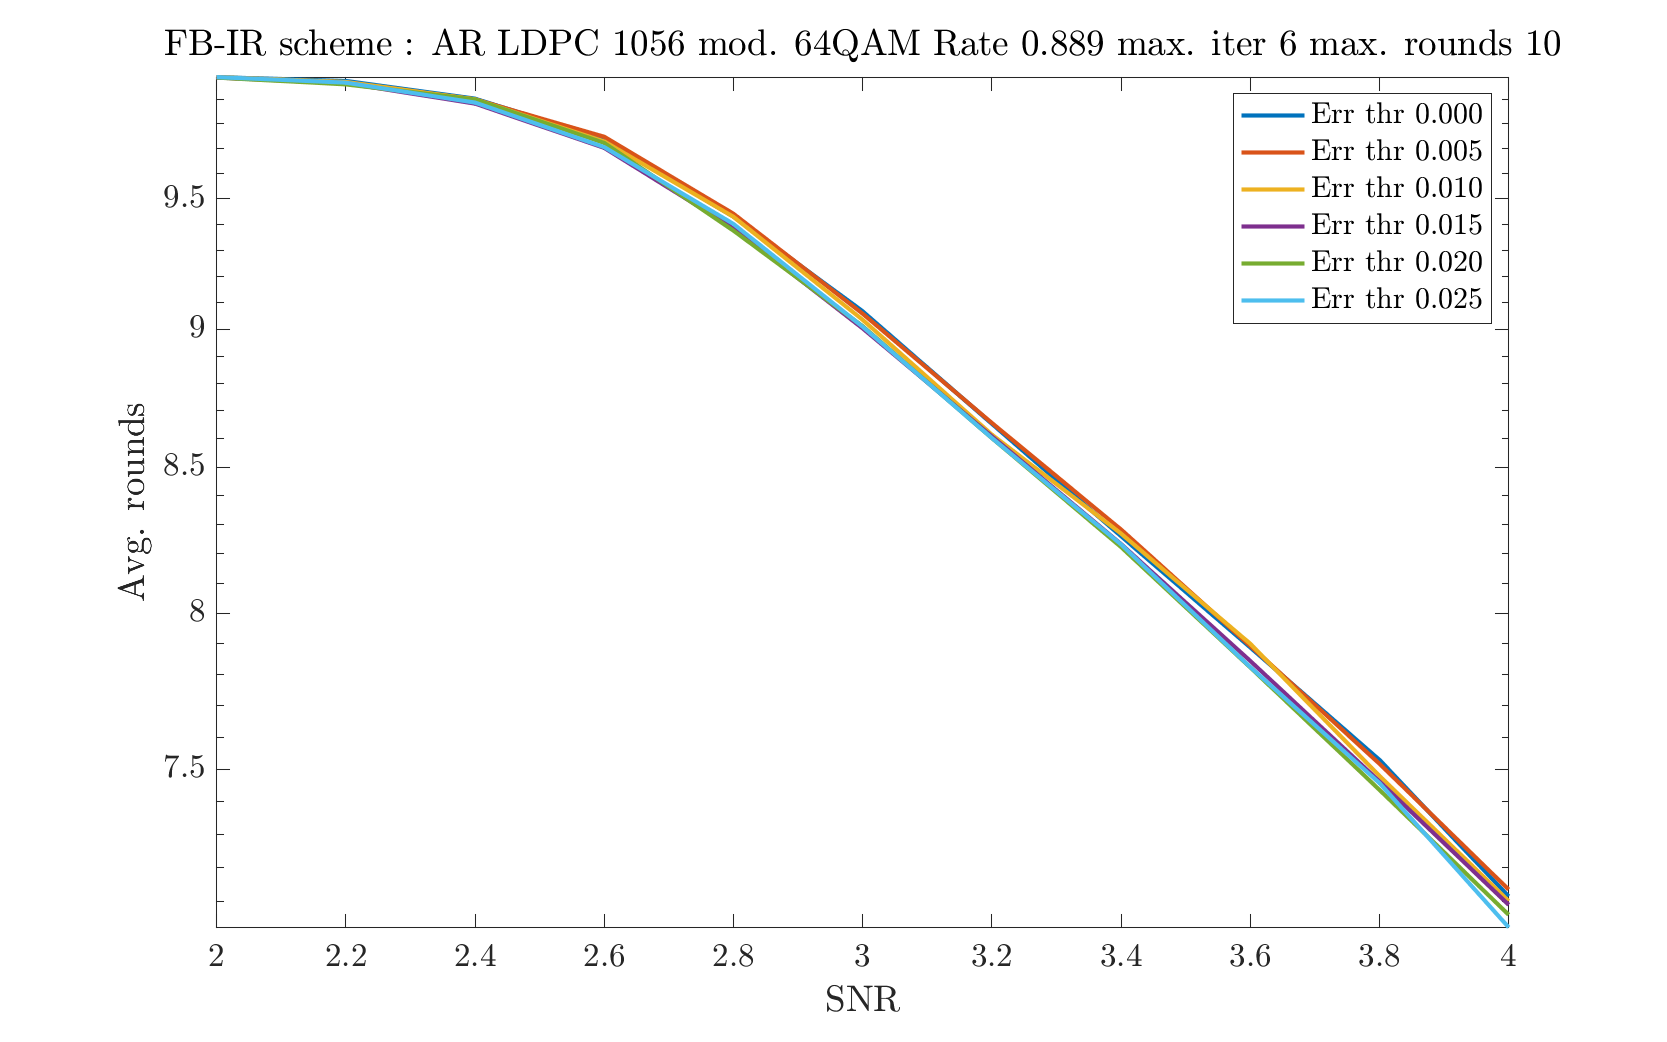 FB-IR scheme : AR LDPC 1056 mod. 64QAM Rate 0.889 max. iter 6 max. rounds 10
Err thr 0.000
Err thr 0.005
Err thr 0.010
Err thr 0.015
Err thr 0.020
Err thr 0.025
9.5
9
8.5
8
7.5
Avg. rounds
2 2.2 2.4 2.6 2.8 3 3.2 3.4 3.6 3.8 4
SNR